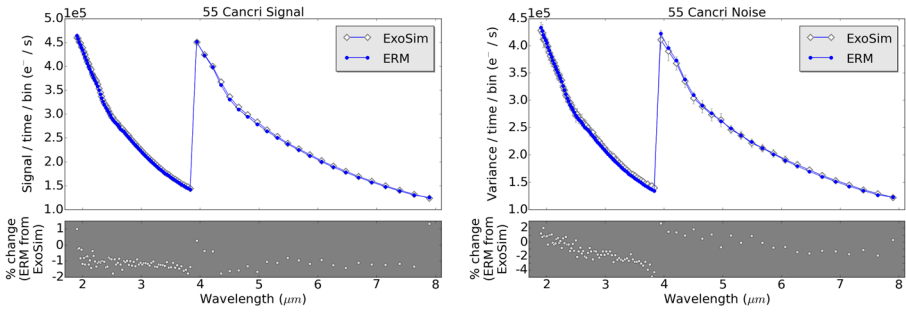 55 Cancri Signal
5.0 1e5
4.5
4.0
3.5
3.0
2.5
2.0
1.5
1.0
Signal / time / bin (e⁻ / s)
ExoSim
ERM
1
0
-1
-2
% change
(ERM from
ExoSim)
2 3 4 5 6 7 8
Wavelength (μm)
55 Cancri Noise
4.5 1e5
4.0
3.5
3.0
2.5
2.0
1.5
1.0
Variance / time / bin (e⁻ / s)
ExoSim
ERM
2
0
-2
-4
% change
(ERM from
ExoSim)
2 3 4 5 6 7 8
Wavelength (μm)